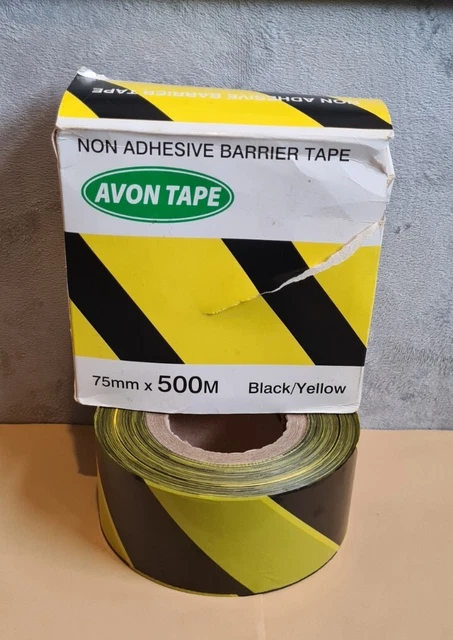 NON ADHESIVE BARRIER TAPE
NON ADHESIVE BARRIER TAPE
AVON TAPE
75mm x 500M Black/Yellow